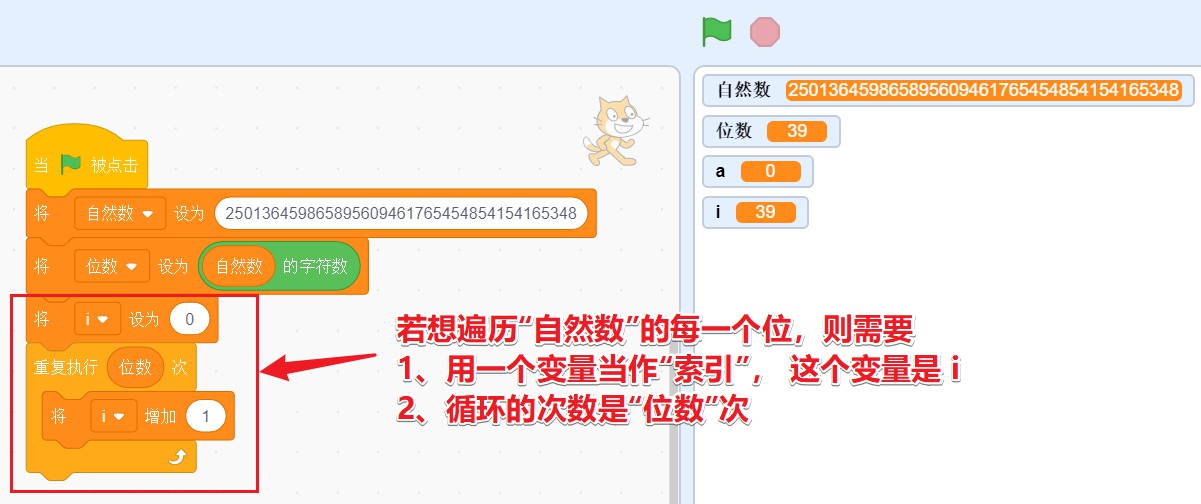 当 被点击
将 自然数 设为 250136459865895609461765454854154165348
将 位数 设为 自然数 的字符数
将 i 设为 0
重复执行 位数 次
将 i 增加 1
若想遍历“自然数”的每一个位，则需要
1、用一个变量当作“索引”， 这个变量是 i
2、循环的次数是“位数”次
自然数 250136459865895609461765454854154165348
位数 39
a 0
i 39